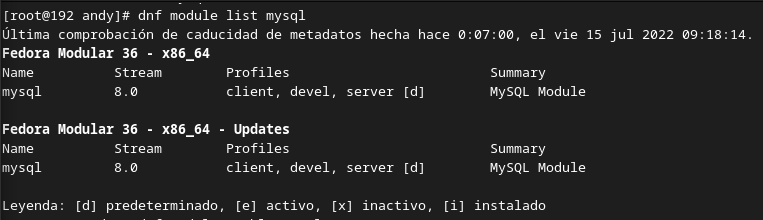 [root@192 andy]# dnf module list mysql
Última comprobación de caducidad de metadatos hecha hace 0:07:00, el vie 15 jul 2022 09:18:14.
Fedora Modular 36 - x86_64
Name Stream Profiles Summary
mysql 8.0 client, devel, server [d] MySQL Module
Fedora Modular 36 - x86_64 - Updates
Name Stream Profiles Summary
mysql 8.0 client, devel, server [d] MySQL Module
Leyenda: [d] predeterminado, [e] activo, [x] inactivo, [i] instalado